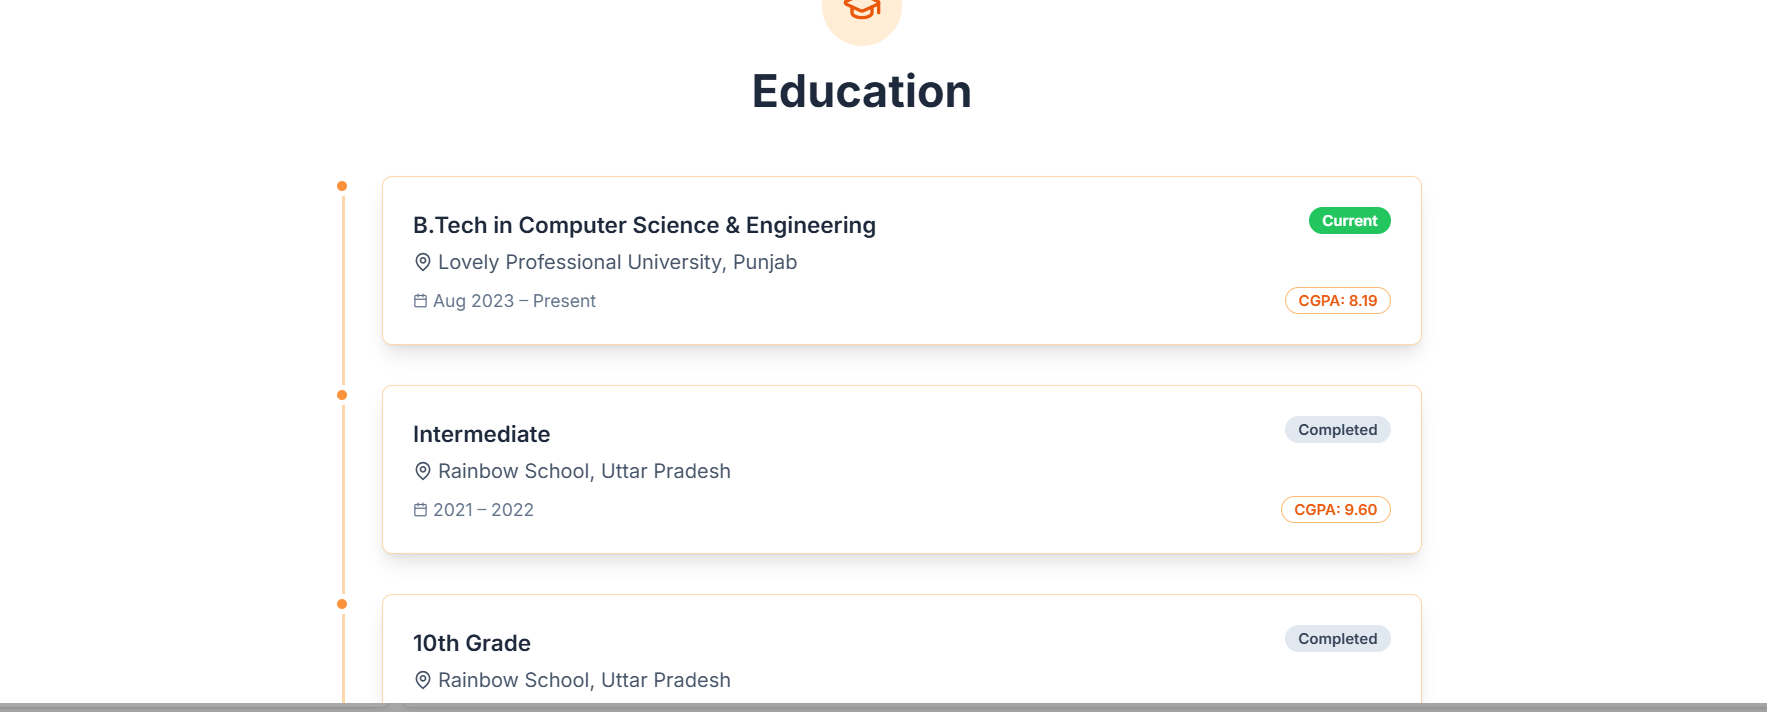 Education
B.Tech in Computer Science & Engineering
Current
Lovely Professional University, Punjab
Aug 2023 – Present
CGPA: 8.19
Intermediate
Completed
Rainbow School, Uttar Pradesh
2021 – 2022
CGPA: 9.60
10th Grade
Completed
Rainbow School, Uttar Pradesh